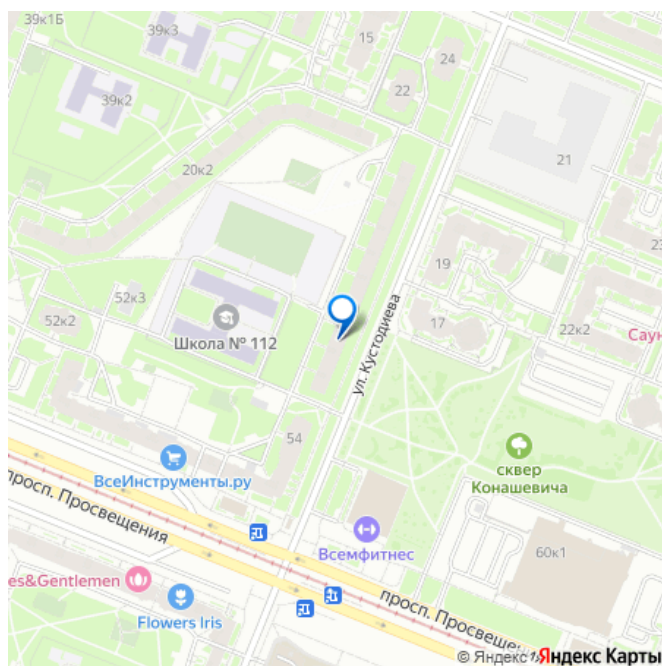 39к1Б
39к3
15
24
22
39к2
21
20к2
23
19
52к3
52к2
Школа № 112
17
22к2
Саун
ул. Кустодиева
54
ВсеИнструменты.ру
сквер
Конашевича
просп. Просвещения
Всемфитнес
60к1
es&Gentlemen
Flowers Iris
просп. Просвещения
© Яндекс
Яндекс Карты